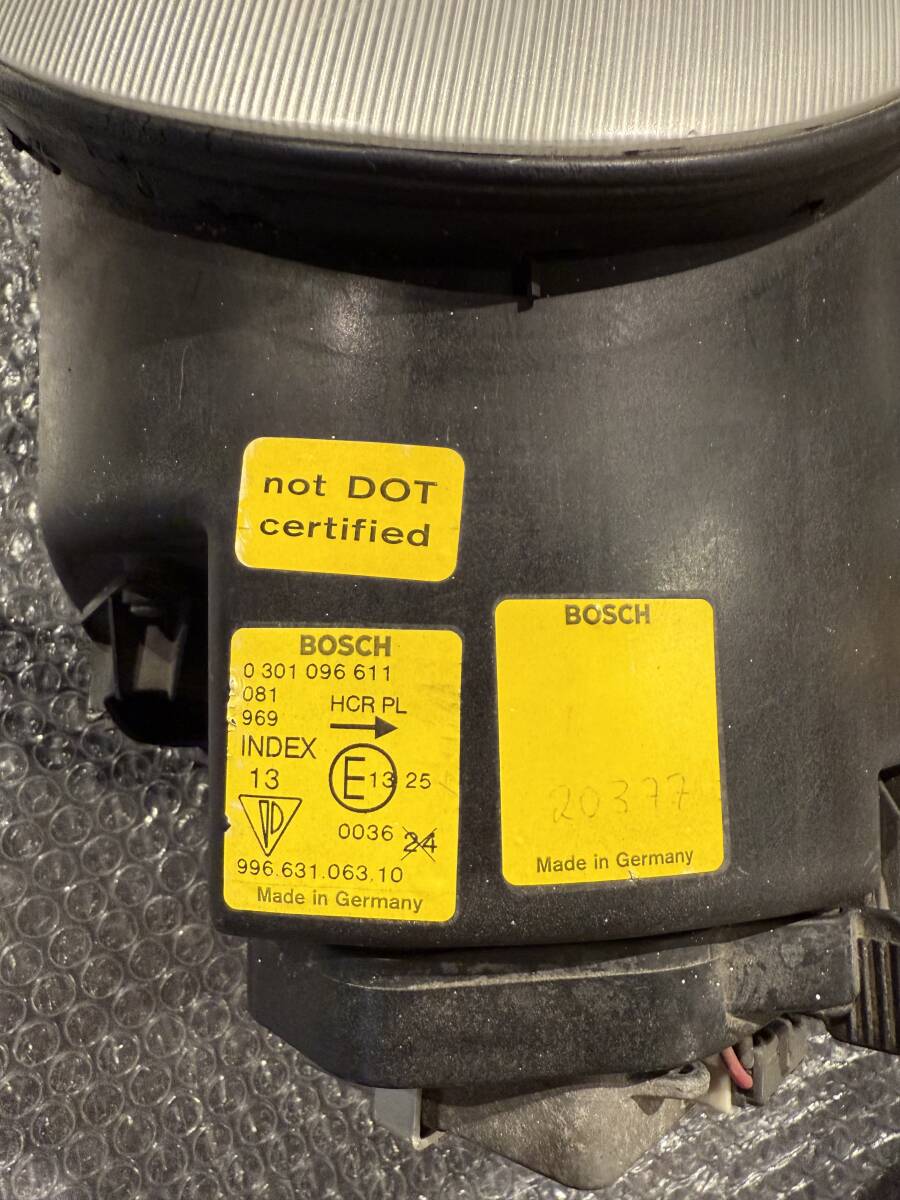 not DOT
certified
BOSCH
0 301 096 611
081
969
HCR PL
INDEX
13
E13 25
0036 24
996.631.063.10
Made in Germany
BOSCH
20377
Made in Germany